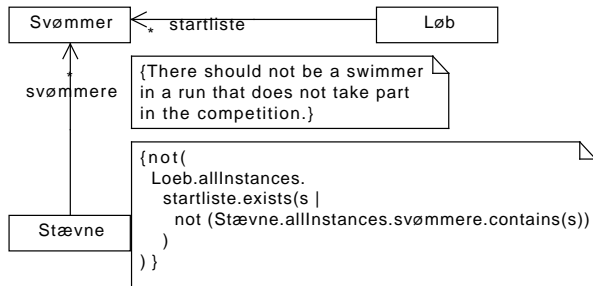 Svømmer
* startliste
Løb
*
svømmere
{There should not be a swimmer
in a run that does not take part
in the competition.}
{not(
Loeb.allInstances.
startliste.exists(s |
not (Stævne.allInstances.svømmere.contains(s))
)
) }
Stævne